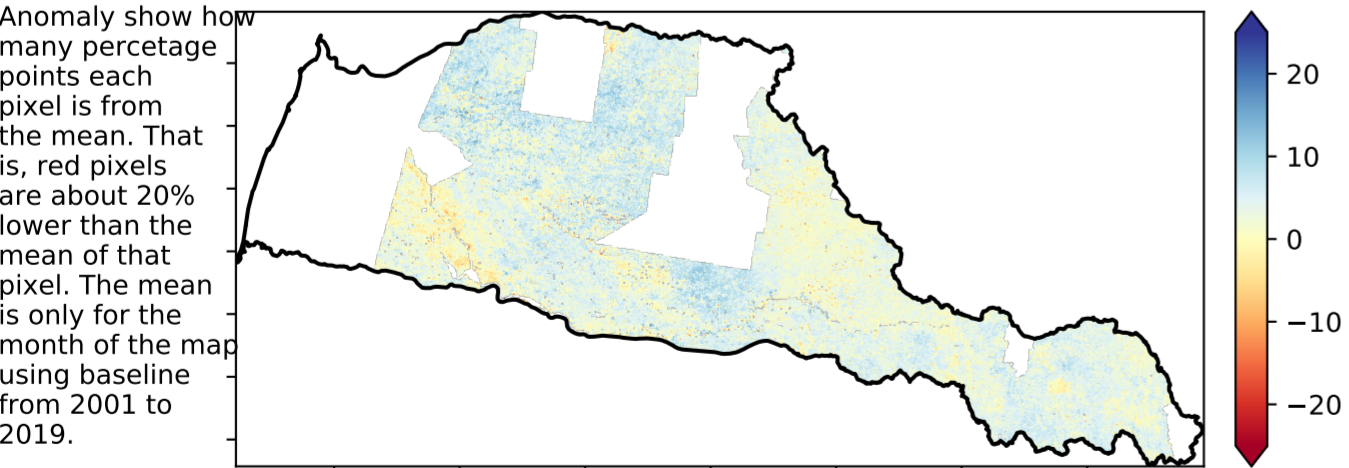 Anomaly show how
many percetage
points each
pixel is from
the mean. That
is, red pixels
are about 20%
lower than the
mean of that
pixel. The mean
is only for the
month of the map
using baseline
from 2001 to
2019.
20
10
0
−10
−20